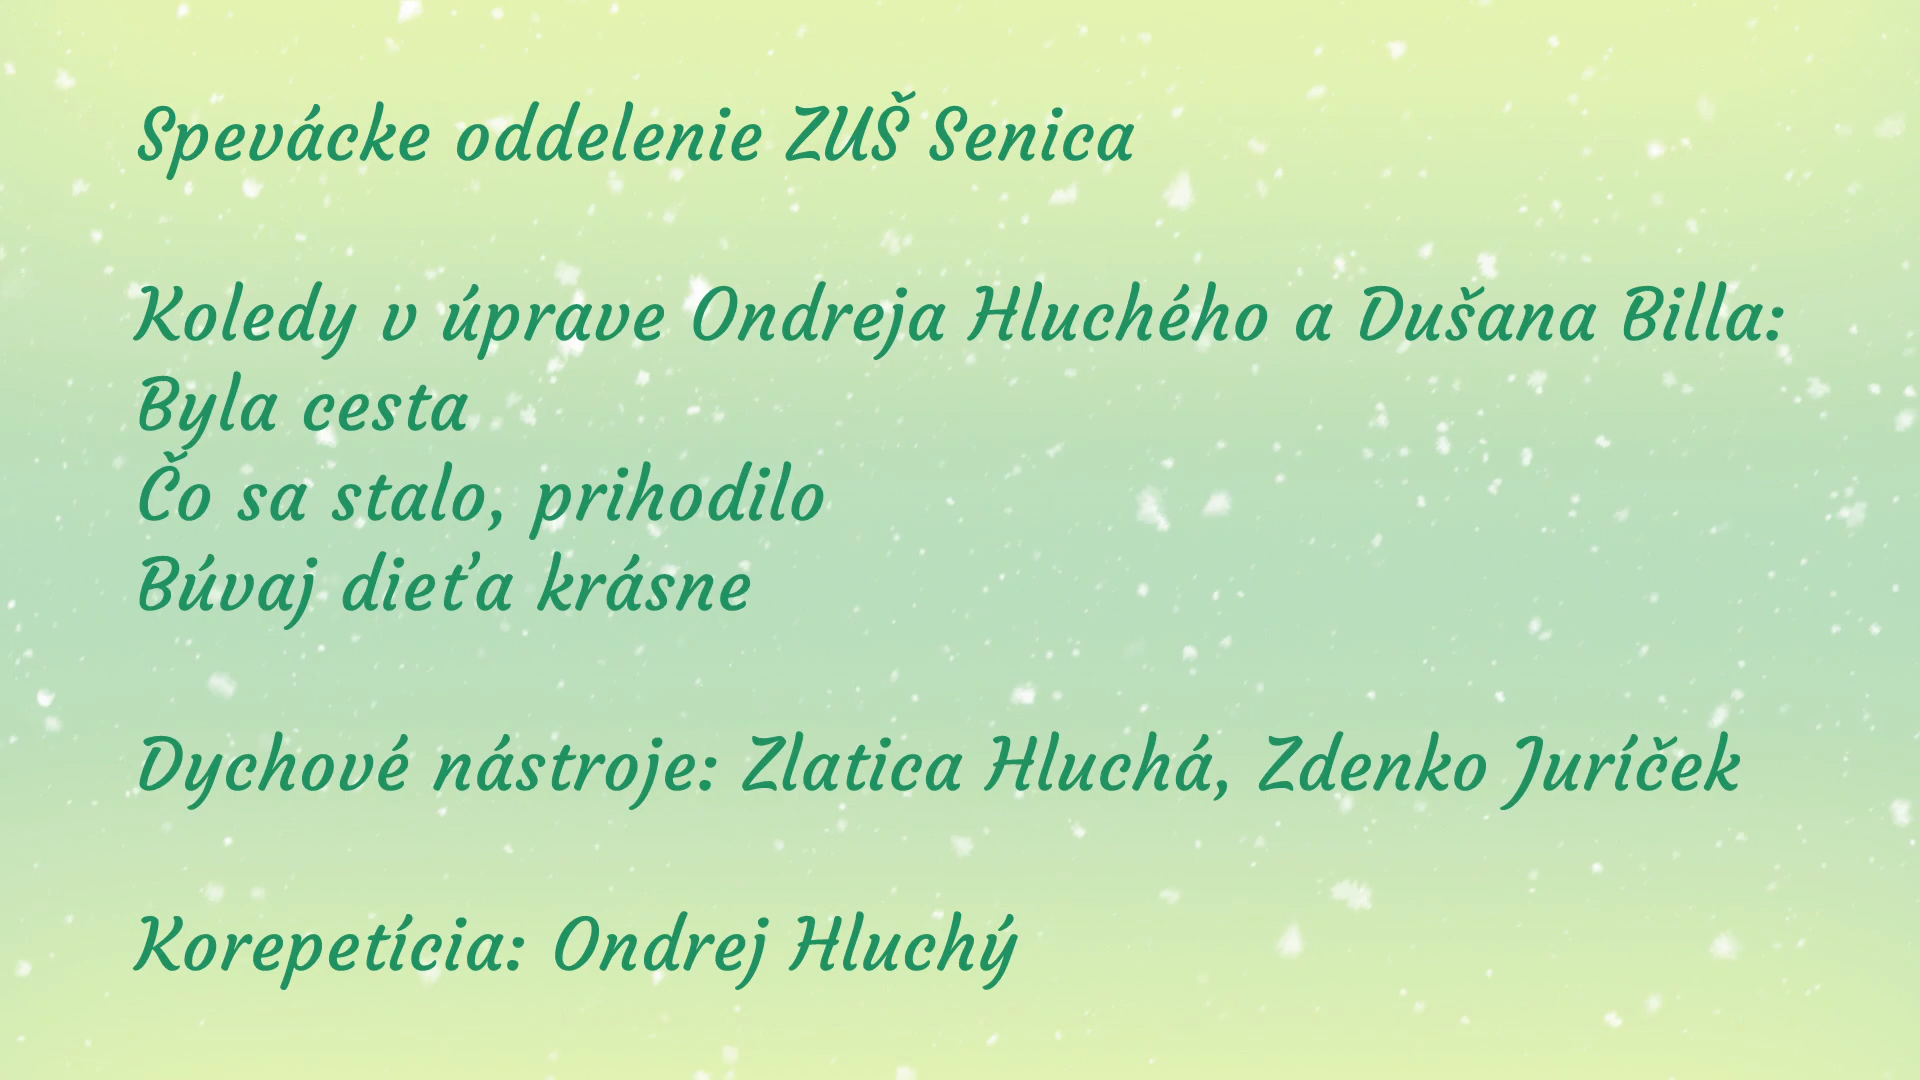 Spevácke oddelenie ZUŠ Senica
Koledy v úprave Ondreja Hluchého a Dušana Billa:
Byla cesta
Čo sa stalo, prihodilo
Búvaj dieťa krásne
Dychové nástroje: Zlatica Hluchá, Zdenko Juríček
Korepetícia: Ondrej Hluchý